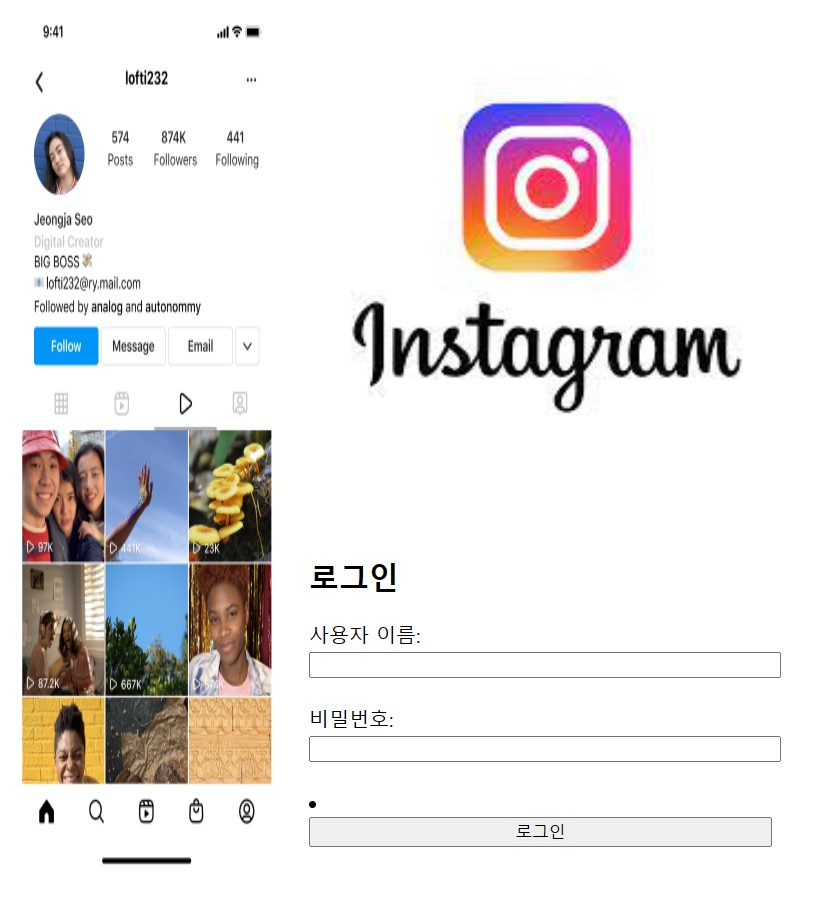 9:41
lofti232
574
874K
441
Posts
Followers
Following
Jeongja Seo
Digital Creator
BIG BOSS
lofti232@ry.mail.com
Followed by analog and autonommy
Follow
Message
Email
97K
441K
23K
87.2K
667K
Instagram
로그인
사용자 이름:
비밀번호:
로그인